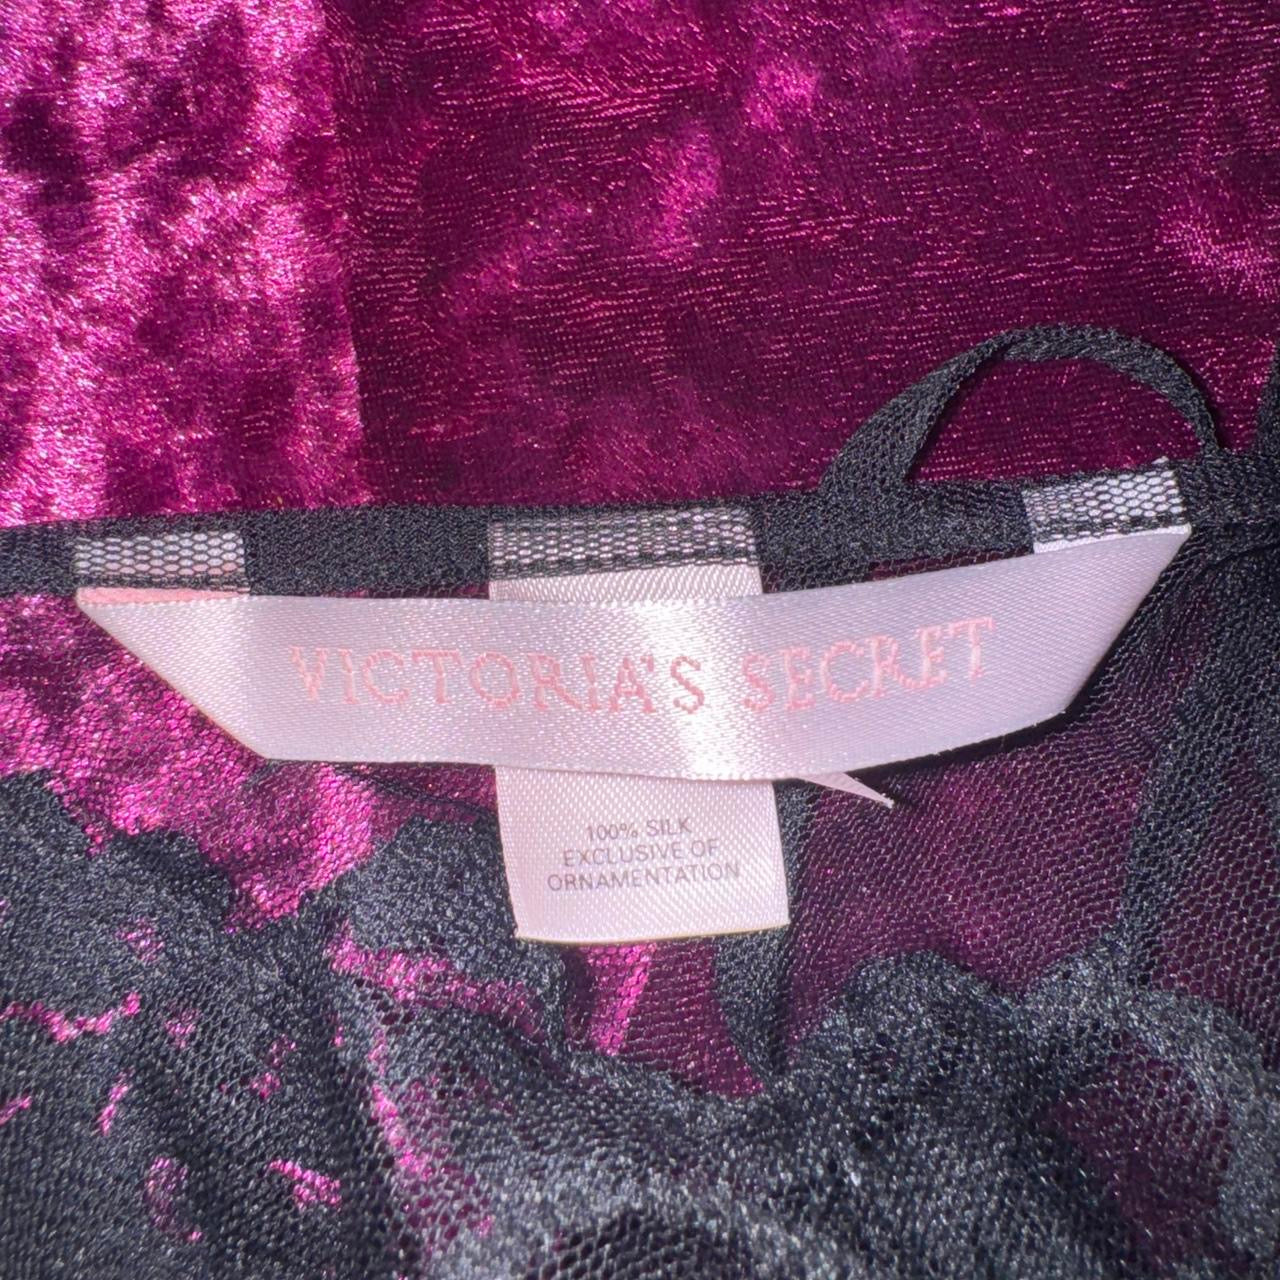 VICTORIA'S SECRET
100% SILK
EXCLUSIVE OF
ORNAMENTATION